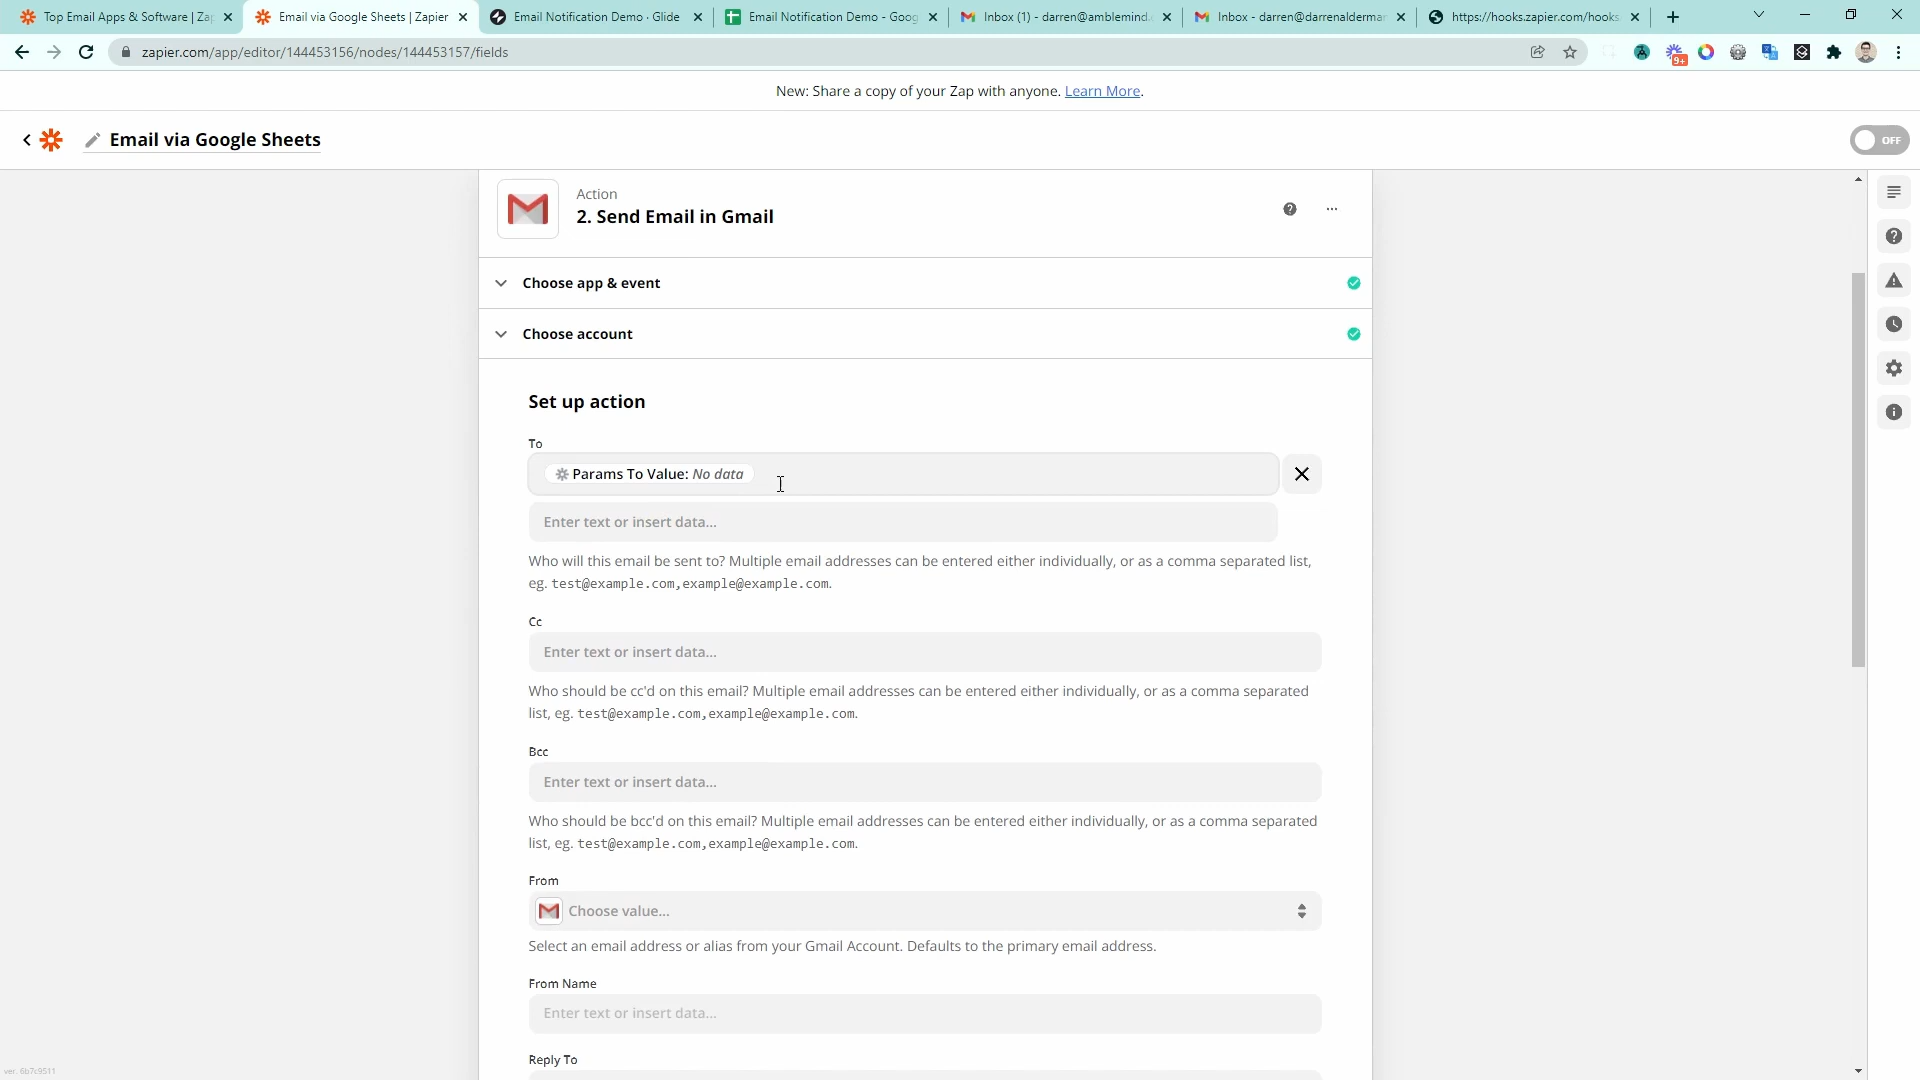 Top Email Apps & Software | Za
Email via Google Sheets | Zapier
Email Notification Demo · Glide
Email Notification Demo - Goog
Inbox (1) - darren@amblemind.
Inbox - darren@darrenalderman
https://hooks.zapier.com/hooks
zapier.com/app/editor/144453156/nodes/144453157/fields
9+
New: Share a copy of your Zap with anyone. Learn More.
Email via Google Sheets
OFF
Action
2. Send Email in Gmail
Choose app & event
Choose account
Set up action
To
Params To Value: No data
Enter text or insert data...
Who will this email be sent to? Multiple email addresses can be entered either individually, or as a comma separated list,
eg. test@example.com,example@example.com.
Cc
Enter text or insert data...
Who should be cc'd on this email? Multiple email addresses can be entered either individually, or as a comma separated
list, eg. test@example.com,example@example.com.
Bcc
Enter text or insert data...
Who should be bcc'd on this email? Multiple email addresses can be entered either individually, or as a comma separated
list, eg. test@example.com,example@example.com.
From
Choose value...
Select an email address or alias from your Gmail Account. Defaults to the primary email address.
From Name
Enter text or insert data...
Reply To
ver. 6b7c9511